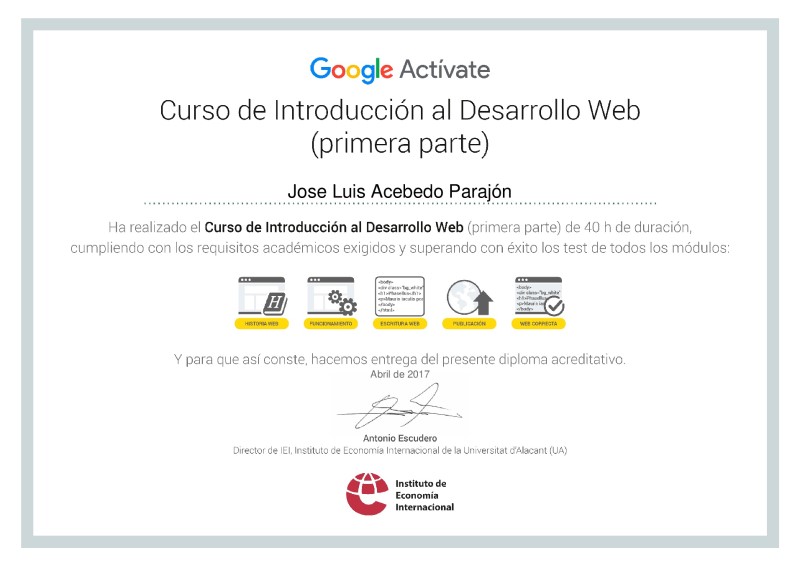 Google Actívate
Curso de Introducción al Desarrollo Web
(primera parte)
Jose Luis Acebedo Parajón
Ha realizado el Curso de Introducción al Desarrollo Web (primera parte) de 40 h de duración,
cumpliendo con los requisitos académicos exigidos y superando con éxito los test de todos los módulos:
HISTORIA WEB
FUNCIONAMIENTO
ESCRITURA WEB
PUBLICACIÓN
WEB CORRECTA
Y para que así conste, hacemos entrega del presente diploma acreditativo.
Abril de 2017
Antonio Escudero
Director de IEI, Instituto de Economía Internacional de la Universitat d'Alacant (UA)
Instituto de
Economía
Internacional